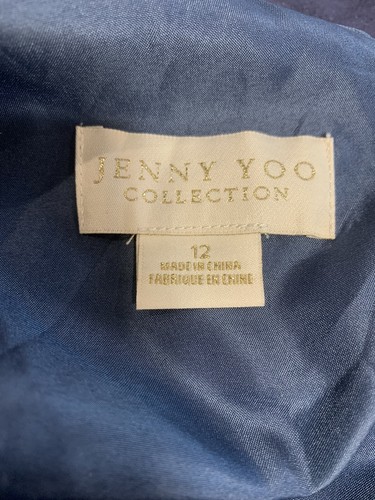 JENNY YOO
COLLECTION
12
MADE IN CHINA
FABRIQUE EN CHINE